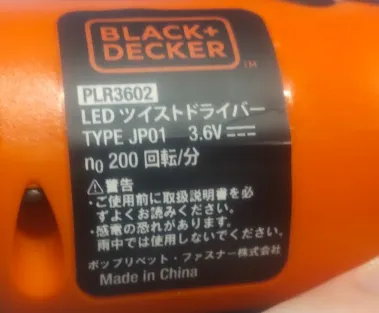 BLACK+
DECKER
TM
PLR3602
LED ツイストドライバー
TYPE JP01 3.6V
n0 200 回転/分
警告
・ご使用前に取扱説明書を必
ずよくお読みください。
・感電の恐れがあります。
雨中では使用しないでください。
ポップリベット・ファスナー株式会社
Made in China